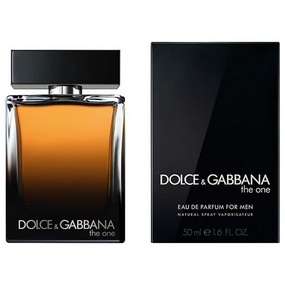 DOLCE & GABBANA
the one
DOLCE & GABBANA
the one
EAU DE PARFUM FOR MEN
NATURAL SPRAY VAPORISATEUR
50 ml ℮ 1.6 FL. OZ.